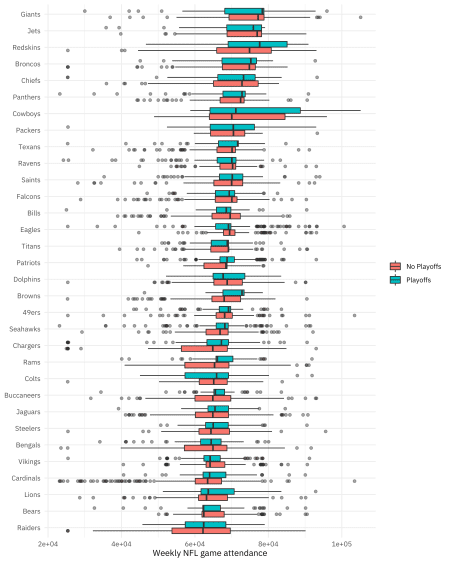 Giants
Jets
Redskins
Broncos
Chiefs
Panthers
Cowboys
Packers
Texans
Ravens
Saints
Falcons
Bills
Eagles
Titans
Patriots
Dolphins
Browns
49ers
Seahawks
Chargers
Rams
Colts
Buccaneers
Jaguars
Steelers
Bengals
Vikings
Cardinals
Lions
Bears
Raiders
2e+04 4e+04 6e+04 8e+04 1e+05
Weekly NFL game attendance
No Playoffs
Playoffs